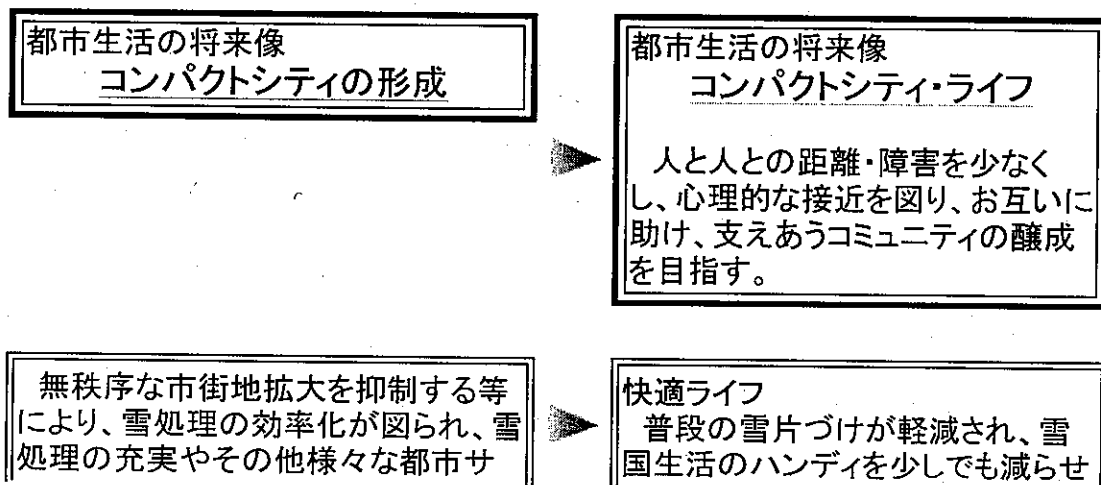 都市生活の将来像
コンパクトシティの形成
都市生活の将来像
コンパクトシティ・ライフ
人と人との距離・障害を少なく
し、心理的な接近を図り、お互いに
助け、支えあうコミュニティの醸成
を目指す。
無秩序な市街地拡大を抑制する等
により、雪処理の効率化が図られ、雪
処理の充実やその他様々な都市サ
快適ライフ
普段の雪片づけが軽減され、雪
国生活のハンディを少しでも減らせ